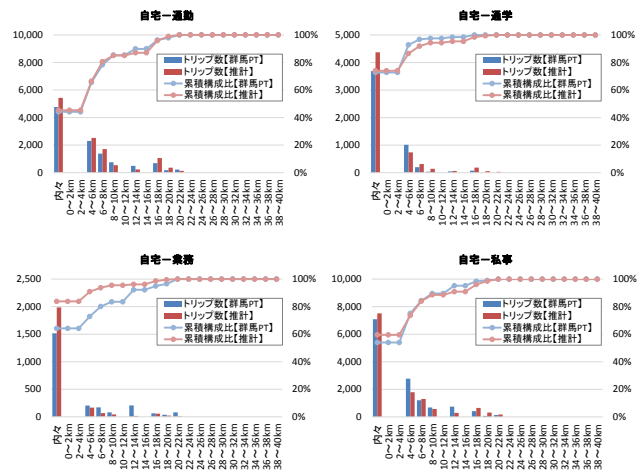 自宅ー通勤
10,000
8,000
6,000
4,000
2,000
0
100%
80%
60%
40%
20%
0%
トリップ数【群馬PT】
トリップ数【推計】
累積構成比【群馬PT】
累積構成比【推計】
内々
0～2km
2～4km
4～6km
6～8km
8～10km
10～12km
12～14km
14～16km
16～18km
18～20km
20～22km
22～24km
24～26km
26～28km
28～30km
30～32km
32～34km
34～36km
36～38km
38～40km
自宅ー通学
5,000
4,000
3,000
2,000
1,000
0
100%
80%
60%
40%
20%
0%
トリップ数【群馬PT】
トリップ数【推計】
累積構成比【群馬PT】
累積構成比【推計】
内々
0～2km
2～4km
4～6km
6～8km
8～10km
10～12km
12～14km
14～16km
16～18km
18～20km
20～22km
22～24km
24～26km
26～28km
28～30km
30～32km
32～34km
34～36km
36～38km
38～40km
自宅ー業務
2,500
2,000
1,500
1,000
500
0
100%
80%
60%
40%
20%
0%
トリップ数【群馬PT】
トリップ数【推計】
累積構成比【群馬PT】
累積構成比【推計】
内々
0～2km
2～4km
4～6km
6～8km
8～10km
10～12km
12～14km
14～16km
16～18km
18～20km
20～22km
22～24km
24～26km
26～28km
28～30km
30～32km
32～34km
34～36km
36～38km
38～40km
自宅ー私事
10,000
8,000
6,000
4,000
2,000
0
100%
80%
60%
40%
20%
0%
トリップ数【群馬PT】
トリップ数【推計】
累積構成比【群馬PT】
累積構成比【推計】
内々
0～2km
2～4km
4～6km
6～8km
8～10km
10～12km
12～14km
14～16km
16～18km
18～20km
20～22km
22～24km
24～26km
26～28km
28～30km
30～32km
32～34km
34～36km
36～38km
38～40km